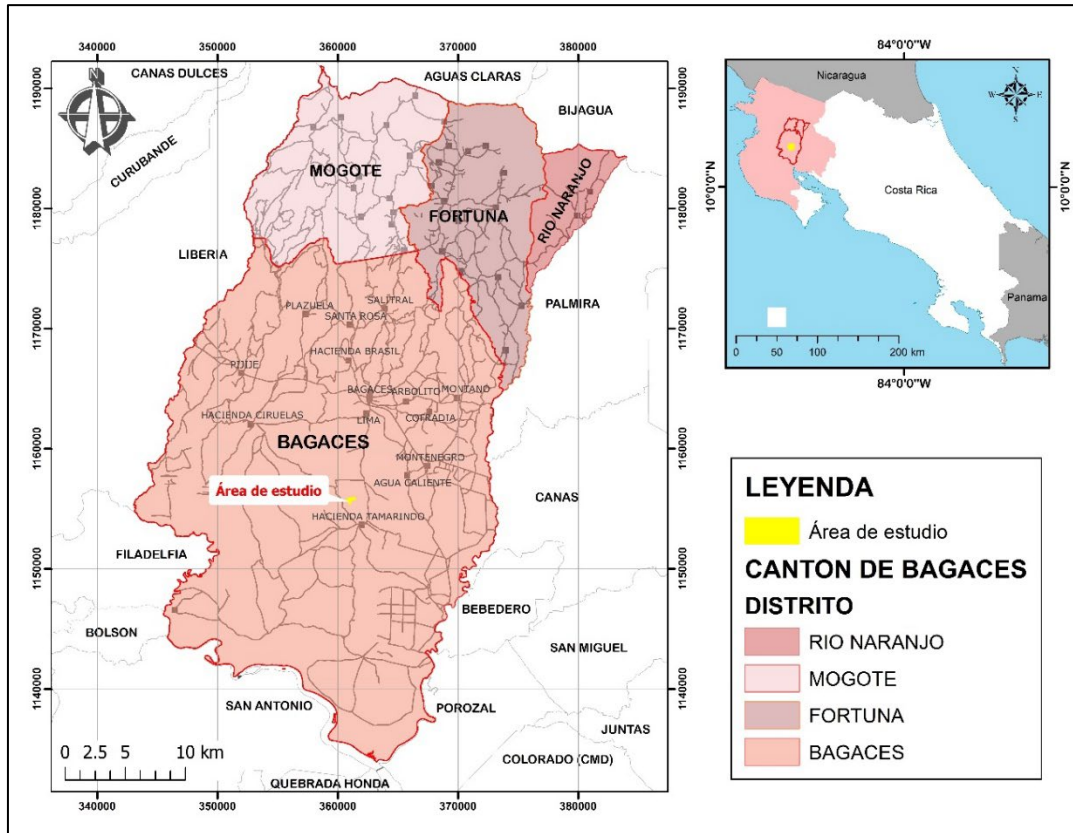 340000
350000
360000
370000
380000
CANAS DULCES
AGUAS CLARAS
N
1190000
1190000
BIJAGUA
CURUBANDE
MOGOTE
RIO NARANJO
FORTUNA
1180000
1180000
LIBERIA
PALMIRA
PLAZUELA
SALITRAL
SANTA ROSA
1170000
1170000
HACIENDA BRASIL
PIJIJE
BAGACES
ARBOLITO
MONTANO
HACIENDA CIRUELAS
LIMA
COFRADIA
1160000
1160000
BAGACES
MONTENEGRO
AGUA CALIENTE
Área de estudio
CANAS
HACIENDA TAMARINDO
FILADELFIA
1150000
1150000
BEBEDERO
BOLSON
SAN MIGUEL
1140000
1140000
SAN ANTONIO
POROZAL
JUNTAS
0 2.5 5 10 km
COLORADO (CMD)
QUEBRADA HONDA
340000
350000
360000
370000
380000
84°0'0"W
Nicaragua
N
W
E
S
10°0'0"N
10°0'0"N
Costa Rica
Panama
0 50 100 200 km
84°0'0"W
LEYENDA
Área de estudio
CANTON DE BAGACES
DISTRITO
RIO NARANJO
MOGOTE
FORTUNA
BAGACES